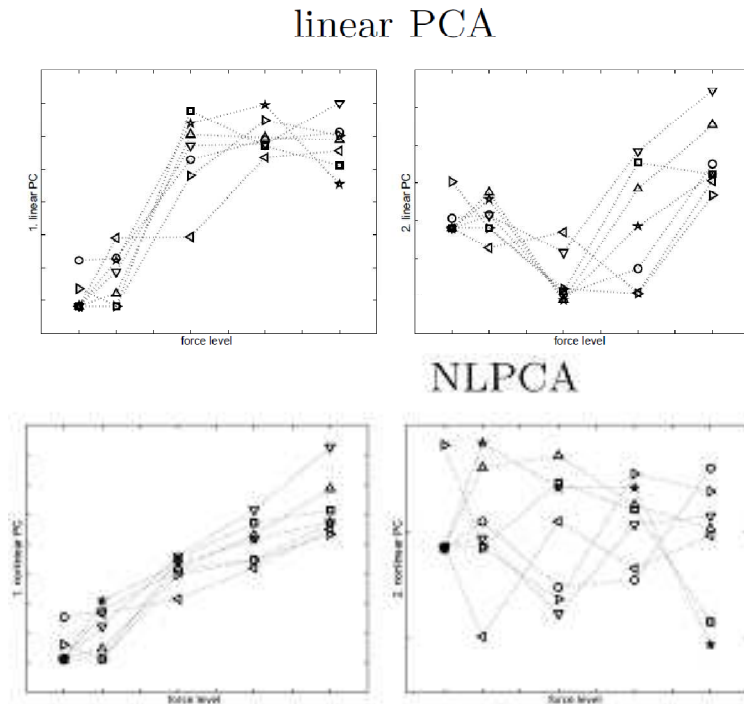 linear PCA
1. linear PC
force level
2. linear PC
force level
NLPCA
1. nonlinear PC
force level
2. nonlinear PC
force level